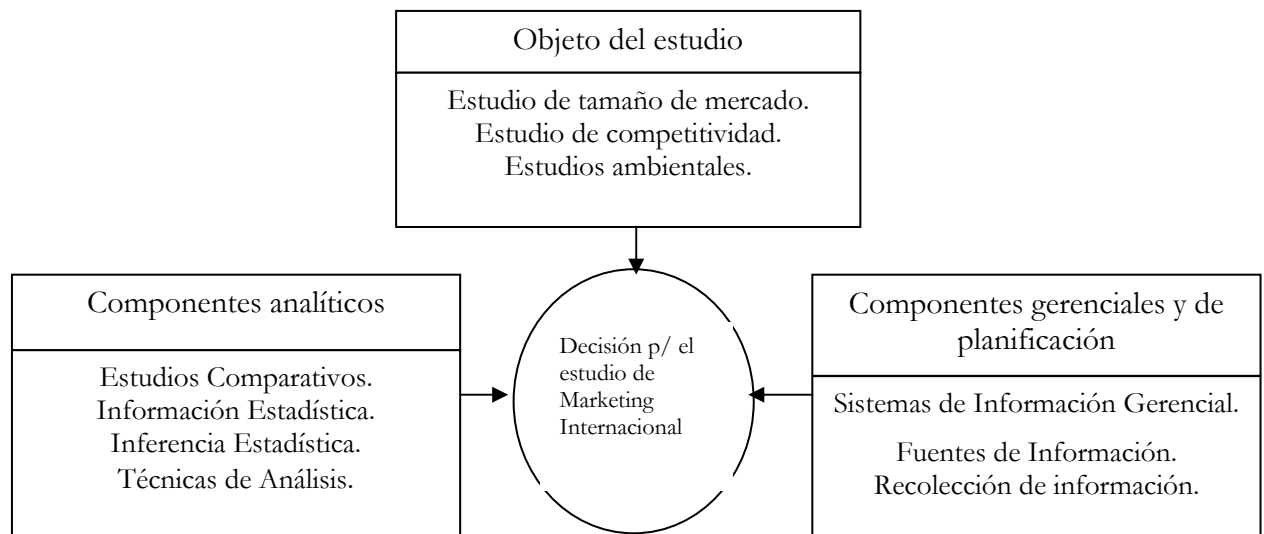 Objeto del estudio
Estudio de tamaño de mercado.
Estudio de competitividad.
Estudios ambientales.
Componentes analíticos
Estudios Comparativos.
Información Estadística.
Inferencia Estadística.
Técnicas de Análisis.
Decisión p/ el
estudio de
Marketing
Internacional
Componentes gerenciales y de
planificación
Sistemas de Información Gerencial.
Fuentes de Información.
Recolección de información.